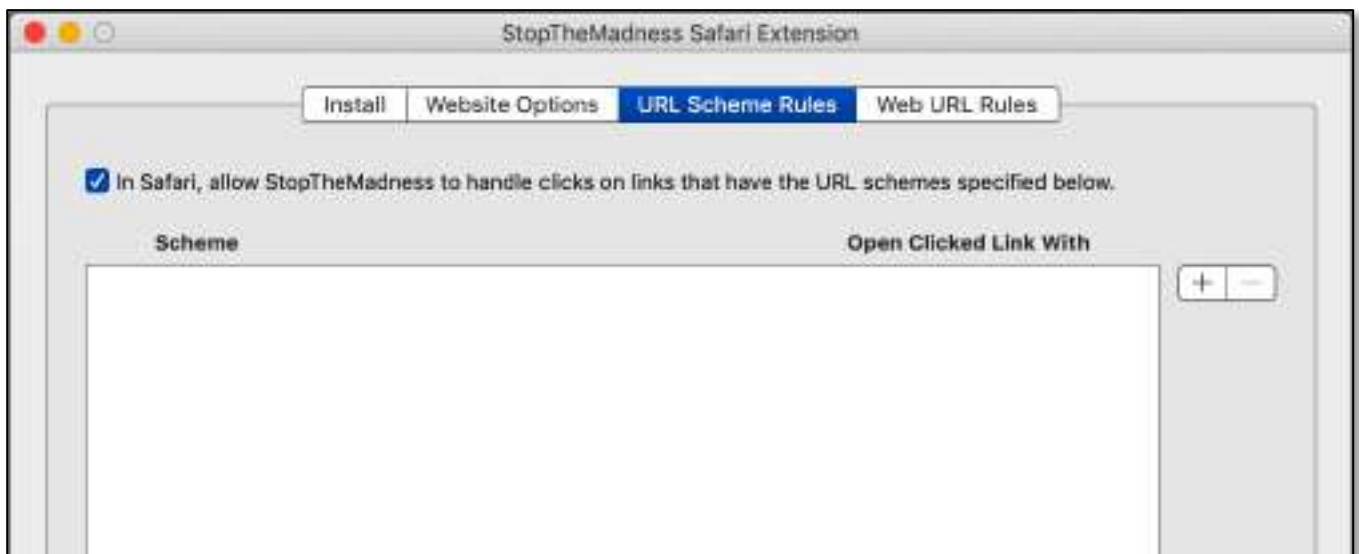 StopTheMadness Safari Extension
Install Website Options URL Scheme Rules Web URL Rules
In Safari, allow StopTheMadness to handle clicks on links that have the URL schemes specified below.
Scheme Open Clicked Link With